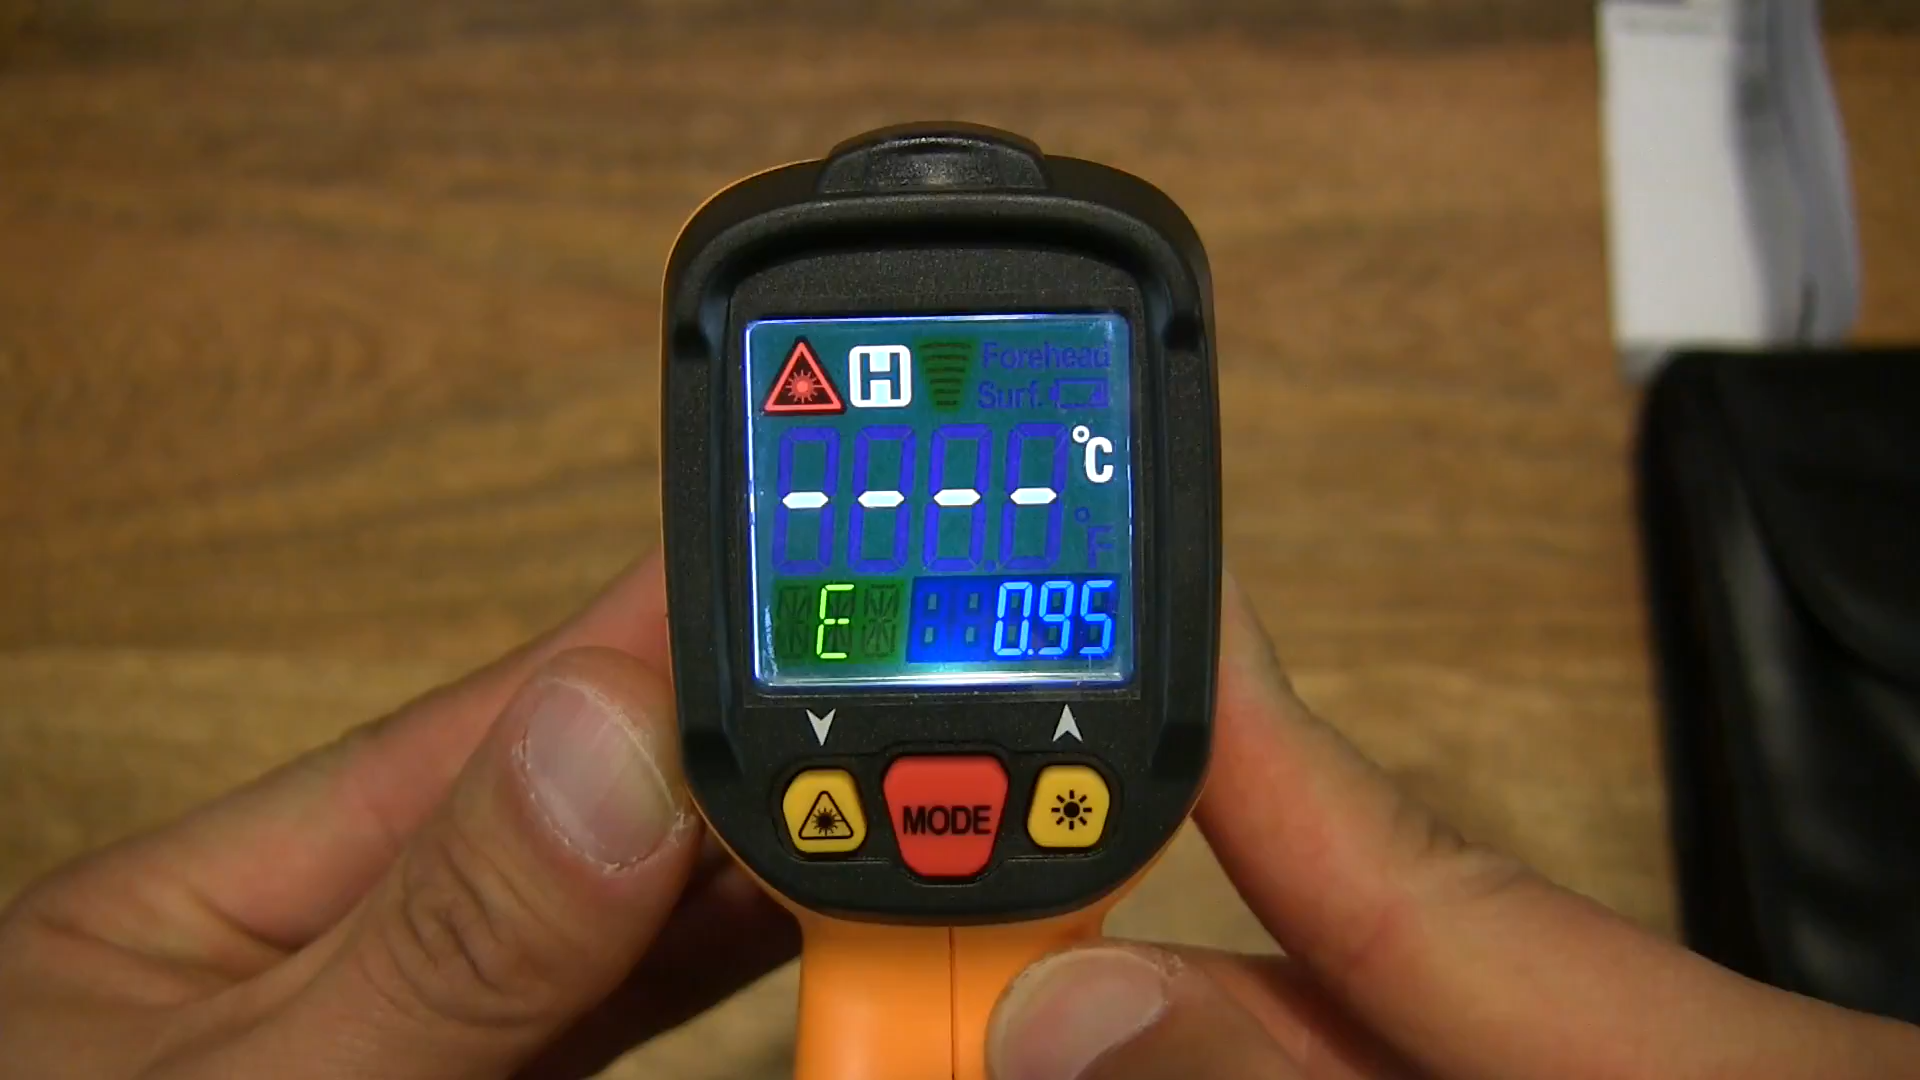 H Forehead
Surf.
---- °C
°F
E 0.95
MODE